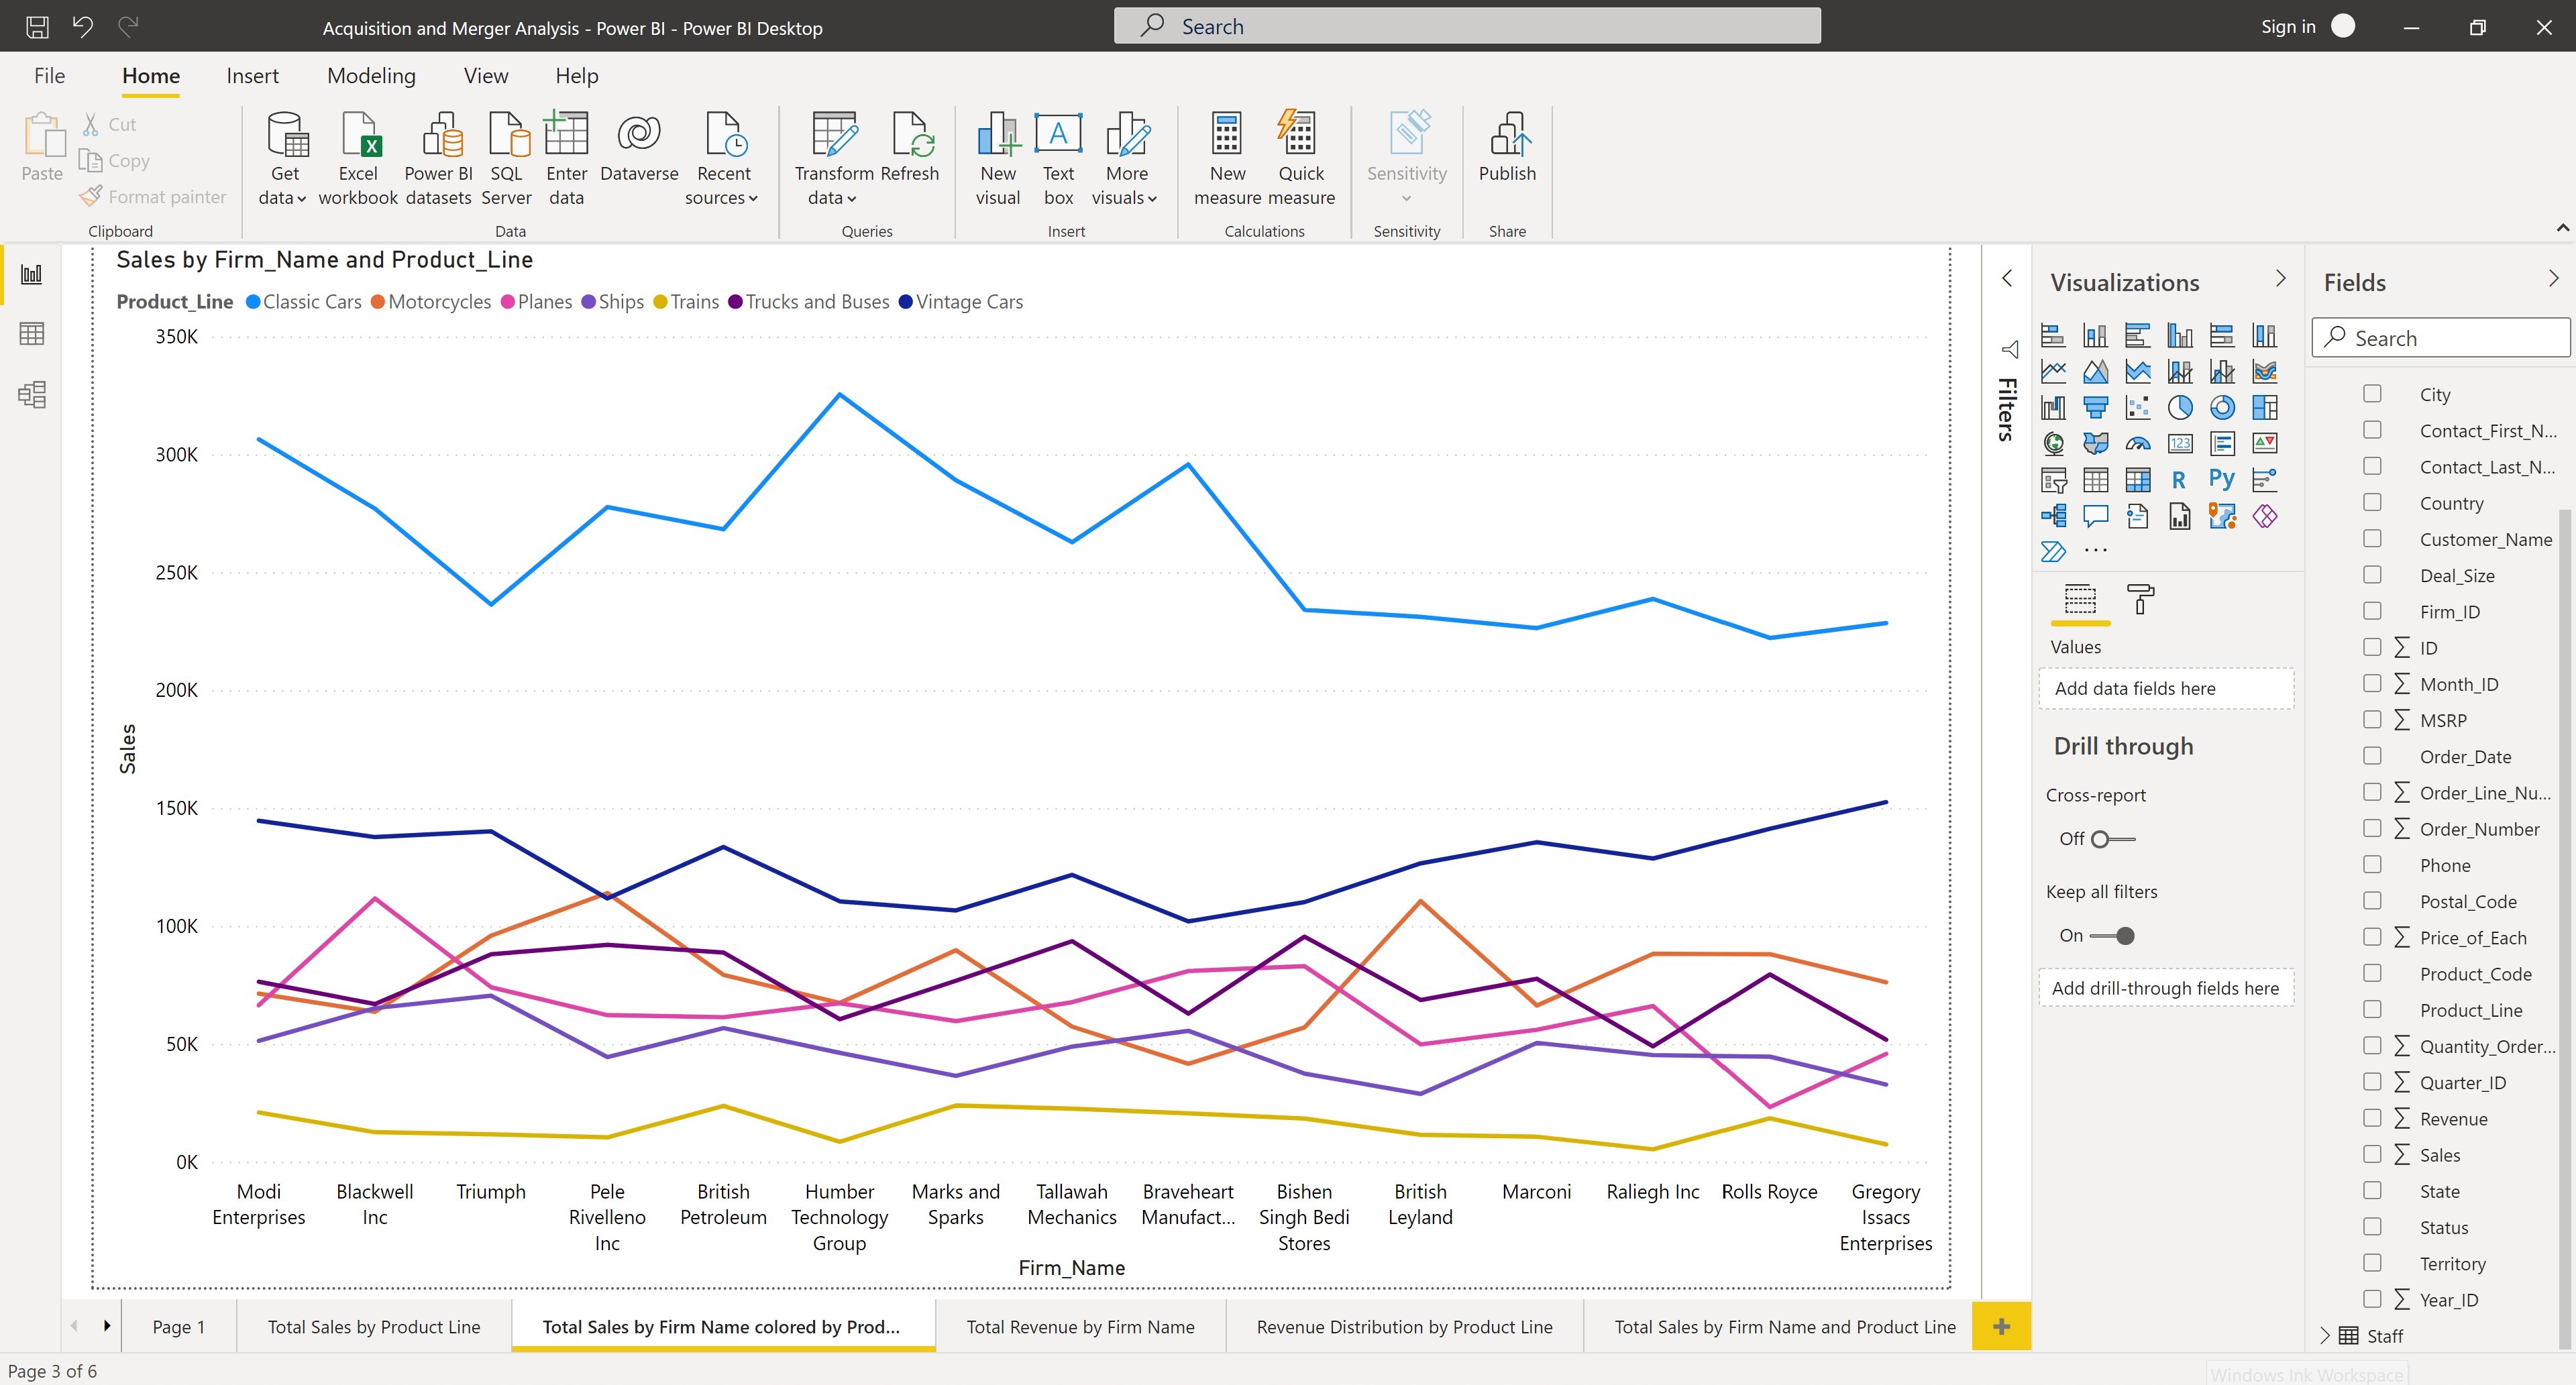 Acquisition and Merger Analysis - Power BI - Power BI Desktop
Search
Sign in
File Home Insert Modeling View Help
Paste
Cut
Copy
Format painter
Clipboard
Get data
Excel workbook
Power BI datasets
SQL Server
Enter data
Dataverse
Recent sources
Data
Transform data
Refresh
Queries
New visual
Text box
More visuals
Insert
New measure
Quick measure
Calculations
Sensitivity
Sensitivity
Publish
Share
Sales by Firm_Name and Product_Line
Product_Line Classic Cars Motorcycles Planes Ships Trains Trucks and Buses Vintage Cars
350K
300K
250K
200K
150K
100K
50K
0K
Sales
Modi Enterprises
Blackwell Inc
Triumph
Pele Rivelleno Inc
British Petroleum
Humber Technology Group
Marks and Sparks
Tallawah Mechanics
Braveheart Manufact...
Bishen Singh Bedi Stores
British Leyland
Marconi
Raliegh Inc
Rolls Royce
Gregory Issacs Enterprises
Firm_Name
Filters
Visualizations
123
R
Py
Values
Add data fields here
Drill through
Cross-report
Off
Keep all filters
On
Add drill-through fields here
Fields
Search
City
Contact_First_N...
Contact_Last_N...
Country
Customer_Name
Deal_Size
Firm_ID
∑ ID
∑ Month_ID
∑ MSRP
Order_Date
∑ Order_Line_Nu...
∑ Order_Number
Phone
Postal_Code
∑ Price_of_Each
Product_Code
Product_Line
∑ Quantity_Order...
∑ Quarter_ID
∑ Revenue
∑ Sales
State
Status
Territory
∑ Year_ID
Staff
Page 1
Total Sales by Product Line
Total Sales by Firm Name colored by Prod...
Total Revenue by Firm Name
Revenue Distribution by Product Line
Total Sales by Firm Name and Product Line
Page 3 of 6
Windows Ink Workspace